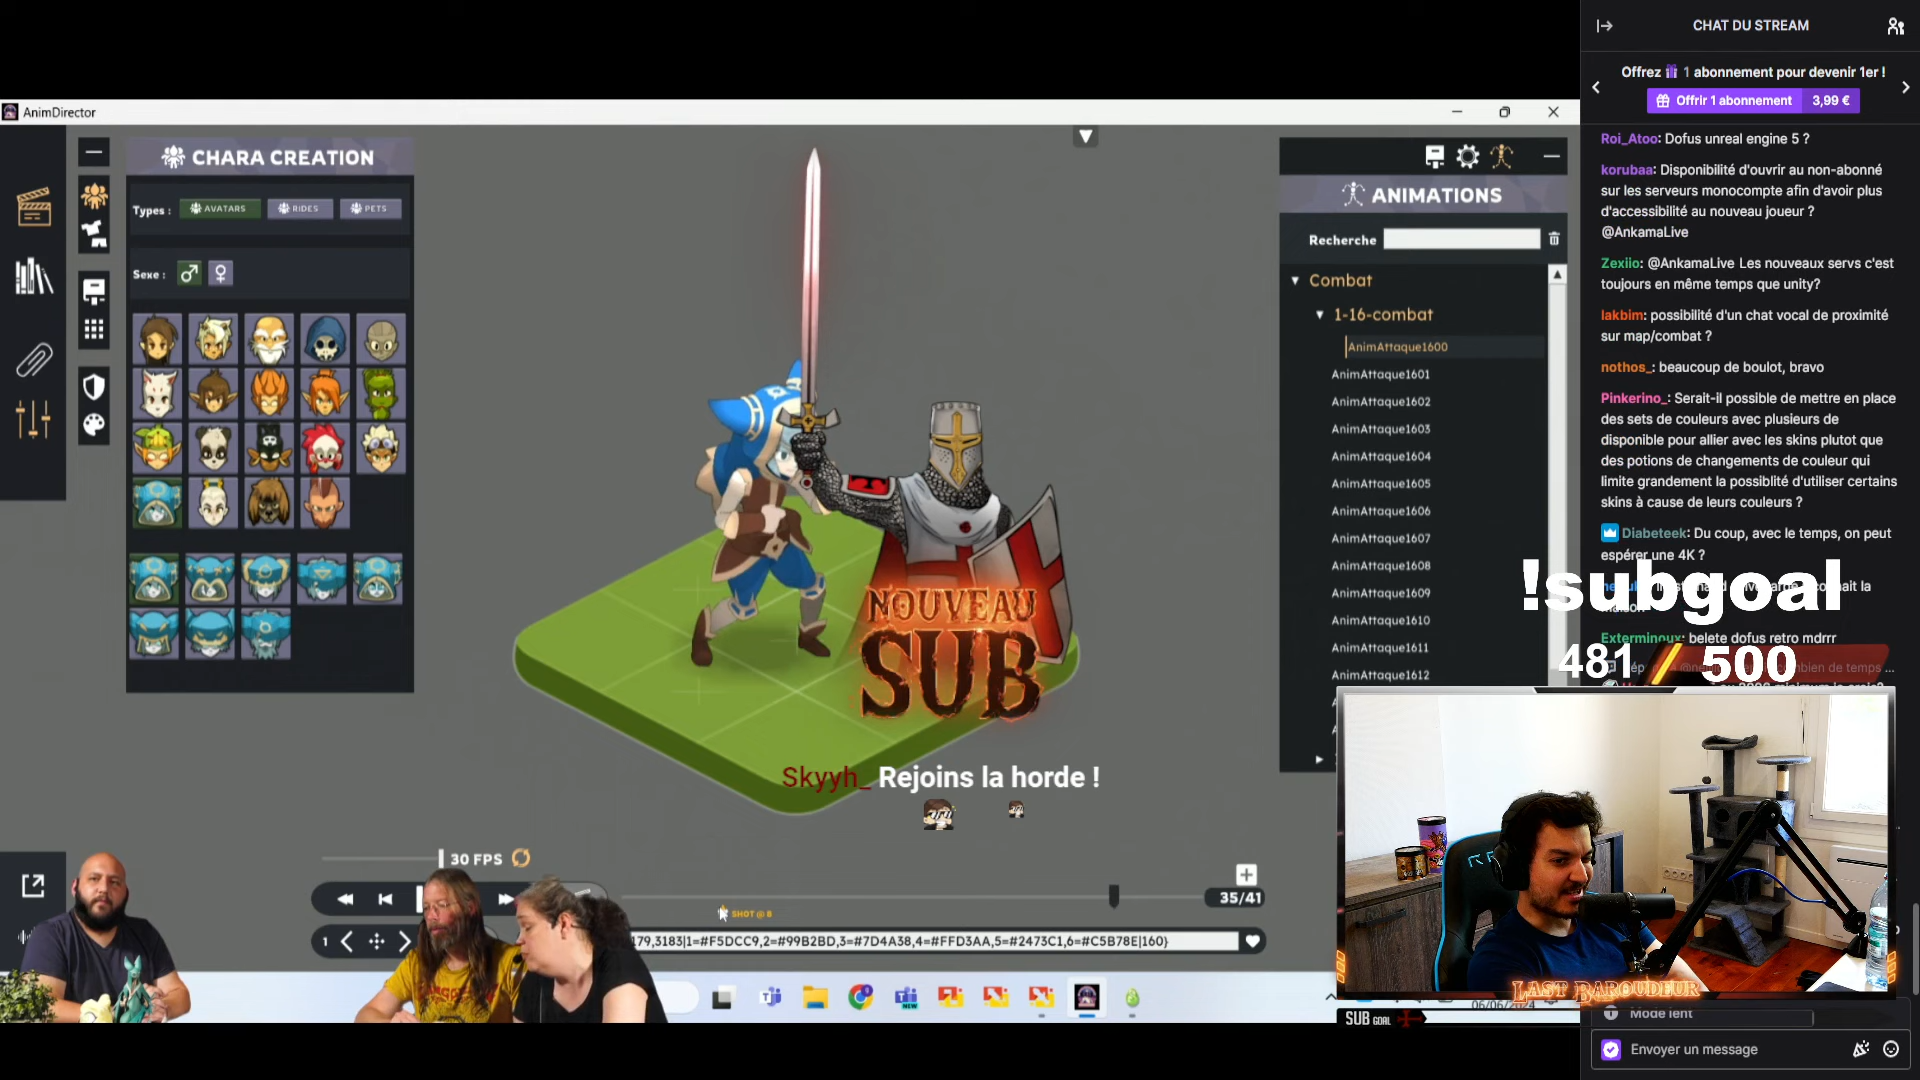 AnimDirector
CHARA CREATION
Types :
AVATARS
RIDES
PETS
Sexe :
ANIMATIONS
Recherche
Combat
1-16-combat
AnimAttaque1600
AnimAttaque1601
AnimAttaque1602
AnimAttaque1603
AnimAttaque1604
AnimAttaque1605
AnimAttaque1606
AnimAttaque1607
AnimAttaque1608
AnimAttaque1609
AnimAttaque1610
AnimAttaque1611
AnimAttaque1612
NOUVEAU
SUB
Skyyh_ Rejoins la horde !
30 FPS
35/41
SHOT @ 8
1
179,3183|1=#F5DCC9,2=#99B2BD,3=#7D4A38,4=#FFD3AA,5=#2473C1,6=#C5B78E|160}
06/06/2024
CHAT DU STREAM
Offrez 1 abonnement pour devenir 1er !
Offrir 1 abonnement 3,99 €
Roi_Atoo: Dofus unreal engine 5 ?
korubaa: Disponibilité d'ouvrir au non-abonné
sur les serveurs monocompte afin d'avoir plus
d'accessibilité au nouveau joueur ?
@AnkamaLive
Zexiio: @AnkamaLive Les nouveaux servs c'est
toujours en même temps que unity?
lakbim: possibilité d'un chat vocal de proximité
sur map/combat ?
nothos_: beaucoup de boulot, bravo
Pinkerino_: Serait-il possible de mettre en place
des sets de couleurs avec plusieurs de
disponible pour allier avec les skins plutot que
des potions de changements de couleur qui
limite grandement la possiblité d'utiliser certains
skins à cause de leurs couleurs ?
Diabeteek: Du coup, avec le temps, on peut
espérer une 4K ?
!subgoal
Exterminoux: belete dofus retro mdrrr
481 / 500
LAST BAROUDEUR
SUB GOAL
Mode lent
Envoyer un message